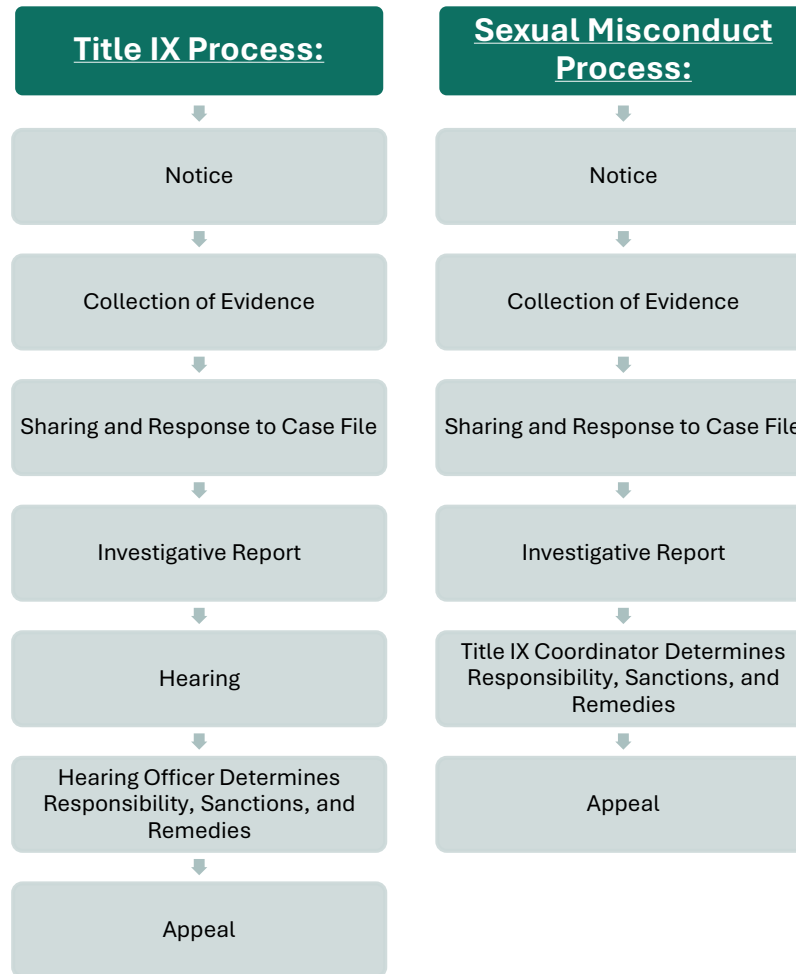 Title IX Process:
Notice
Collection of Evidence
Sharing and Response to Case File
Investigative Report
Hearing
Hearing Officer Determines
Responsibility, Sanctions, and
Remedies
Appeal
Sexual Misconduct
Process:
Notice
Collection of Evidence
Sharing and Response to Case File
Investigative Report
Title IX Coordinator Determines
Responsibility, Sanctions, and
Remedies
Appeal